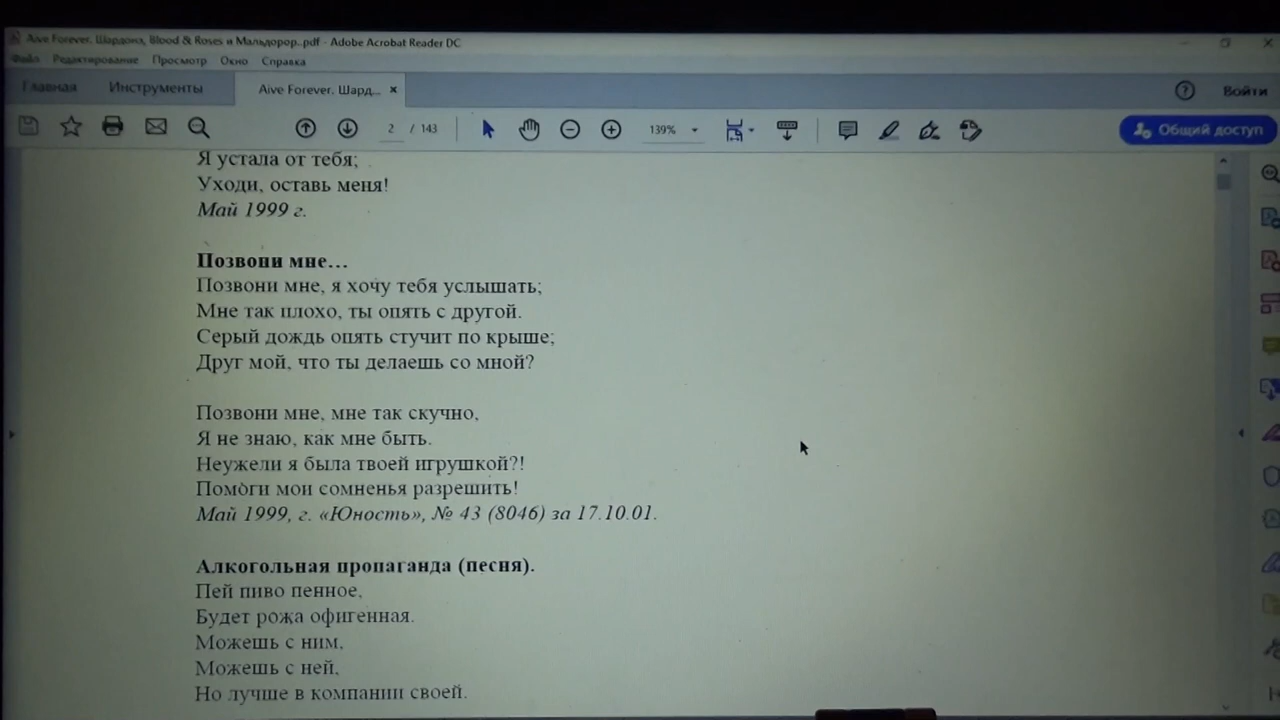 Aive Forever. Шардонэ, Blood & Roses и Мальдорор..pdf - Adobe Acrobat Reader DC
Файл Редактирование Просмотр Окно Справка
Главная Инструменты Aive Forever. Шард... × Войти
2 / 143 139% Общий доступ
Я устала от тебя;
Уходи, оставь меня!
Май 1999 г.
Позвони мне…
Позвони мне, я хочу тебя услышать;
Мне так плохо, ты опять с другой.
Серый дождь опять стучит по крыше;
Друг мой, что ты делаешь со мной?
Позвони мне, мне так скучно,
Я не знаю, как мне быть.
Неужели я была твоей игрушкой?!
Помоги мои сомненья разрешить!
Май 1999, г. «Юность», № 43 (8046) за 17.10.01.
Алкогольная пропаганда (песня).
Пей пиво пенное,
Будет рожа офигенная.
Можешь с ним,
Можешь с ней,
Но лучше в компании своей.